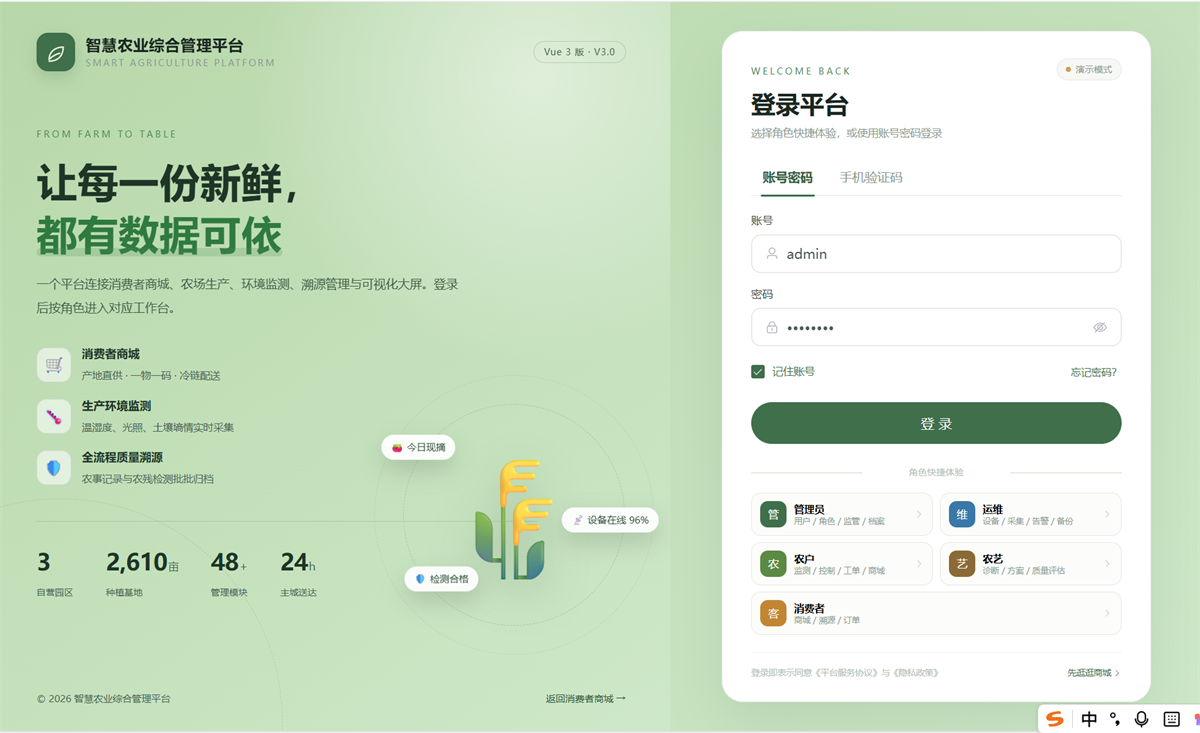 智慧农业综合管理平台
SMART AGRICULTURE PLATFORM
Vue 3 版 · V3.0
FROM FARM TO TABLE
让每一份新鲜，
都有数据可依
一个平台连接消费者商城、农场生产、环境监测、溯源管理与可视化大屏。登录
后按角色进入对应工作台。
消费者商城
产地直供 · 一物一码 · 冷链配送
生产环境监测
温湿度、光照、土壤墒情实时采集
全流程质量溯源
农事记录与农残检测批批归档
今日现摘
设备在线 96%
检测合格
3
2,610亩
48+
24h
自营园区
种植基地
管理模块
主城送达
© 2026 智慧农业综合管理平台
返回消费者商城 →
WELCOME BACK
演示模式
登录平台
选择角色快捷体验，或使用账号密码登录
账号密码
手机验证码
账号
admin
密码
••••••••
记住账号
忘记密码?
登录
角色快捷体验
管
管理员
用户 / 角色 / 监管 / 档案
维
运维
设备 / 采集 / 告警 / 备份
农
农户
监测 / 控制 / 工单 / 商城
艺
农艺
诊断 / 方案 / 质量评估
客
消费者
商城 / 溯源 / 订单
登录即表示同意《平台服务协议》与《隐私政策》
先逛逛商城 ›
S 中 °,